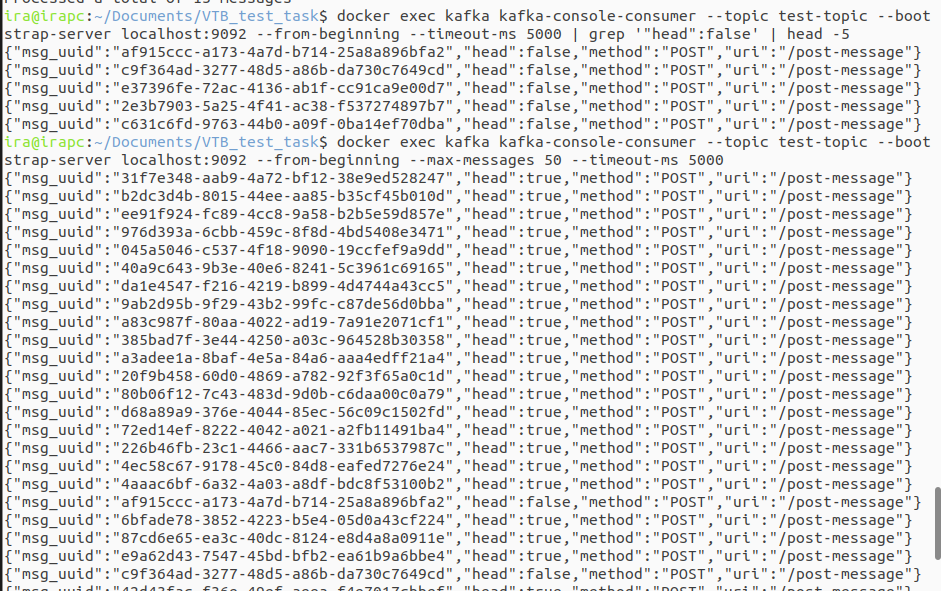 Processed a total of 15 messages
ira@irapc:~/Documents/VTB_test_task$ docker exec kafka kafka-console-consumer --topic test-topic --boot
strap-server localhost:9092 --from-beginning --timeout-ms 5000 | grep '"head":false' | head -5
{"msg_uuid":"af915ccc-a173-4a7d-b714-25a8a896bfa2","head":false,"method":"POST","uri":"/post-message"}
{"msg_uuid":"c9f364ad-3277-48d5-a86b-da730c7649cd","head":false,"method":"POST","uri":"/post-message"}
{"msg_uuid":"e37396fe-72ac-4136-ab1f-cc91ca9e00d7","head":false,"method":"POST","uri":"/post-message"}
{"msg_uuid":"2e3b7903-5a25-4f41-ac38-f537274897b7","head":false,"method":"POST","uri":"/post-message"}
{"msg_uuid":"c631c6fd-9763-44b0-a09f-0ba14ef70dba","head":false,"method":"POST","uri":"/post-message"}
ira@irapc:~/Documents/VTB_test_task$ docker exec kafka kafka-console-consumer --topic test-topic --boot
strap-server localhost:9092 --from-beginning --max-messages 50 --timeout-ms 5000
{"msg_uuid":"31f7e348-aab9-4a72-bf12-38e9ed528247","head":true,"method":"POST","uri":"/post-message"}
{"msg_uuid":"b2dc3d4b-8015-44ee-aa85-b35cf45b010d","head":true,"method":"POST","uri":"/post-message"}
{"msg_uuid":"ee91f924-fc89-4cc8-9a58-b2b5e59d857e","head":true,"method":"POST","uri":"/post-message"}
{"msg_uuid":"976d393a-6cbb-459c-8f8d-4bd5408e3471","head":true,"method":"POST","uri":"/post-message"}
{"msg_uuid":"045a5046-c537-4f18-9090-19ccfef9a9dd","head":true,"method":"POST","uri":"/post-message"}
{"msg_uuid":"40a9c643-9b3e-40e6-8241-5c3961c69165","head":true,"method":"POST","uri":"/post-message"}
{"msg_uuid":"da1e4547-f216-4219-b899-4d4744a43cc5","head":true,"method":"POST","uri":"/post-message"}
{"msg_uuid":"9ab2d95b-9f29-43b2-99fc-c87de56d0bba","head":true,"method":"POST","uri":"/post-message"}
{"msg_uuid":"a83c987f-80aa-4022-ad19-7a91e2071cf1","head":true,"method":"POST","uri":"/post-message"}
{"msg_uuid":"385bad7f-3e44-4250-a03c-964528b30358","head":true,"method":"POST","uri":"/post-message"}
{"msg_uuid":"a3adee1a-8baf-4e5a-84a6-aaa4edff21a4","head":true,"method":"POST","uri":"/post-message"}
{"msg_uuid":"20f9b458-60d0-4869-a782-92f3f65a0c1d","head":true,"method":"POST","uri":"/post-message"}
{"msg_uuid":"80b06f12-7c43-483d-9d0b-c6daa00c0a79","head":true,"method":"POST","uri":"/post-message"}
{"msg_uuid":"d68a89a9-376e-4044-85ec-56c09c1502fd","head":true,"method":"POST","uri":"/post-message"}
{"msg_uuid":"72ed14ef-8222-4042-a021-a2fb11491ba4","head":true,"method":"POST","uri":"/post-message"}
{"msg_uuid":"226b46fb-23c1-4466-aac7-331b6537987c","head":true,"method":"POST","uri":"/post-message"}
{"msg_uuid":"4ec58c67-9178-45c0-84d8-eafed7276e24","head":true,"method":"POST","uri":"/post-message"}
{"msg_uuid":"4aaac6bf-6a32-4a03-a8df-bdc8f53100b2","head":true,"method":"POST","uri":"/post-message"}
{"msg_uuid":"af915ccc-a173-4a7d-b714-25a8a896bfa2","head":false,"method":"POST","uri":"/post-message"}
{"msg_uuid":"6bfade78-3852-4223-b5e4-05d0a43cf224","head":true,"method":"POST","uri":"/post-message"}
{"msg_uuid":"87cd6e65-ea3c-40dc-8124-e8d4a8a0911e","head":true,"method":"POST","uri":"/post-message"}
{"msg_uuid":"e9a62d43-7547-45bd-bfb2-ea61b9a6bbe4","head":true,"method":"POST","uri":"/post-message"}
{"msg_uuid":"c9f364ad-3277-48d5-a86b-da730c7649cd","head":false,"method":"POST","uri":"/post-message"}